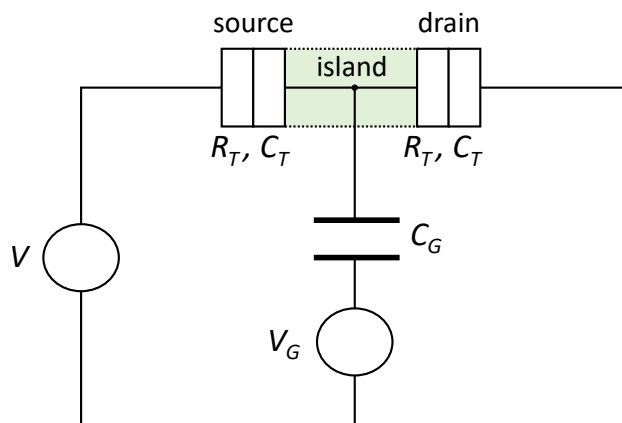 source
drain
island
R_T, C_T
R_T, C_T
C_G
V
V_G